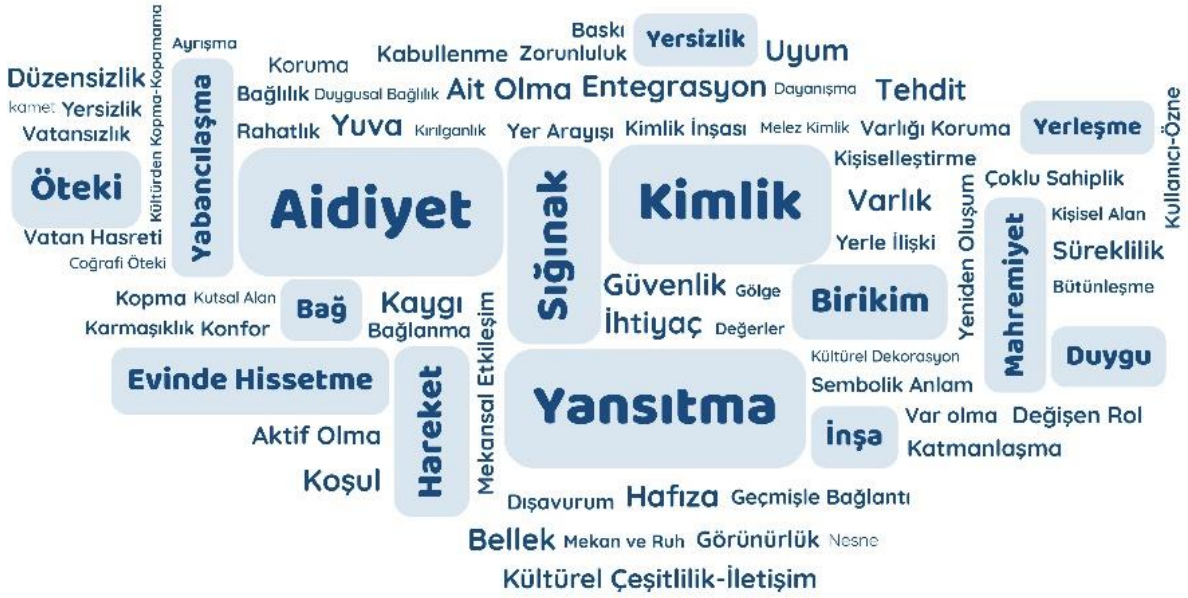 Baskı
Yersizlik
Uyum
Ayrışma
Kabullenme
Zorunluluk
Koruma
Düzensizlik
Kültürden Kopma-Kopamama
Yabancılaşma
Bağlılık
Duygusal Bağlılık
Ait Olma
Entegrasyon
Dayanışma
Tehdit
kamet
Yersizlik
Vatansızlık
Rahatlık
Yuva
Kırılganlık
Yer Arayışı
Kimlik İnşası
Melez Kimlik
Varlığı Koruma
Yerleşme
Kullanıcı-Özne
Öteki
Aidiyet
Sığınak
Kimlik
Kişiselleştirme
Çoklu Sahiplik
Varlık
Yeniden Oluşum
Mahremiyet
Kişisel Alan
Vatan Hasreti
Yerle İlişki
Süreklilik
Coğrafi Öteki
Kopma
Kutsal Alan
Bağ
Kaygı
Güvenlik
Gölge
Birikim
Bütünleşme
Karmaşıklık
Konfor
Bağlanma
Mekansal Etkileşim
İhtiyaç
Değerler
Evinde Hissetme
Hareket
Yansıtma
Kültürel Dekorasyon
Duygu
Sembolik Anlam
Aktif Olma
İnşa
Var olma
Değişen Rol
Katmanlaşma
Koşul
Dışavurum
Hafıza
Geçmişle Bağlantı
Bellek
Mekan ve Ruh
Görünürlük
Nesne
Kültürel Çeşitlilik-İletişim